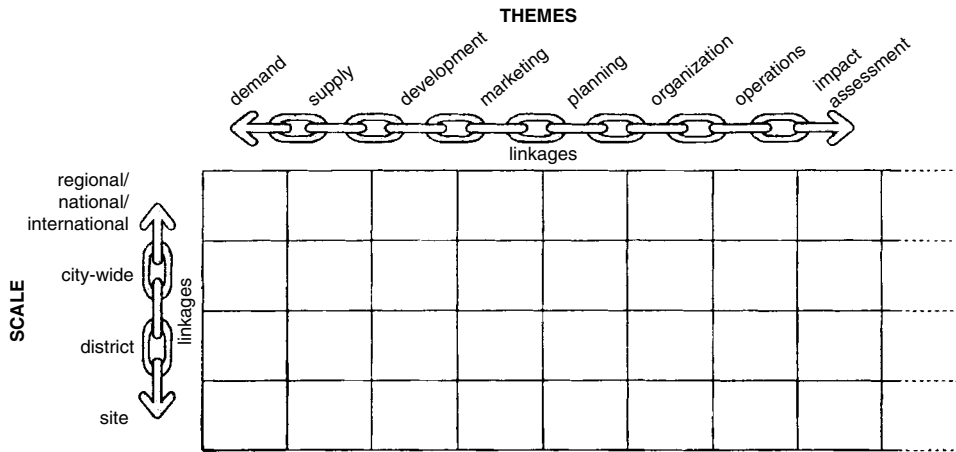 THEMES
demand
supply
development
marketing
planning
organization
operations
impact
assessment
linkages
regional/
national/
international
city-wide
district
site
SCALE
linkages